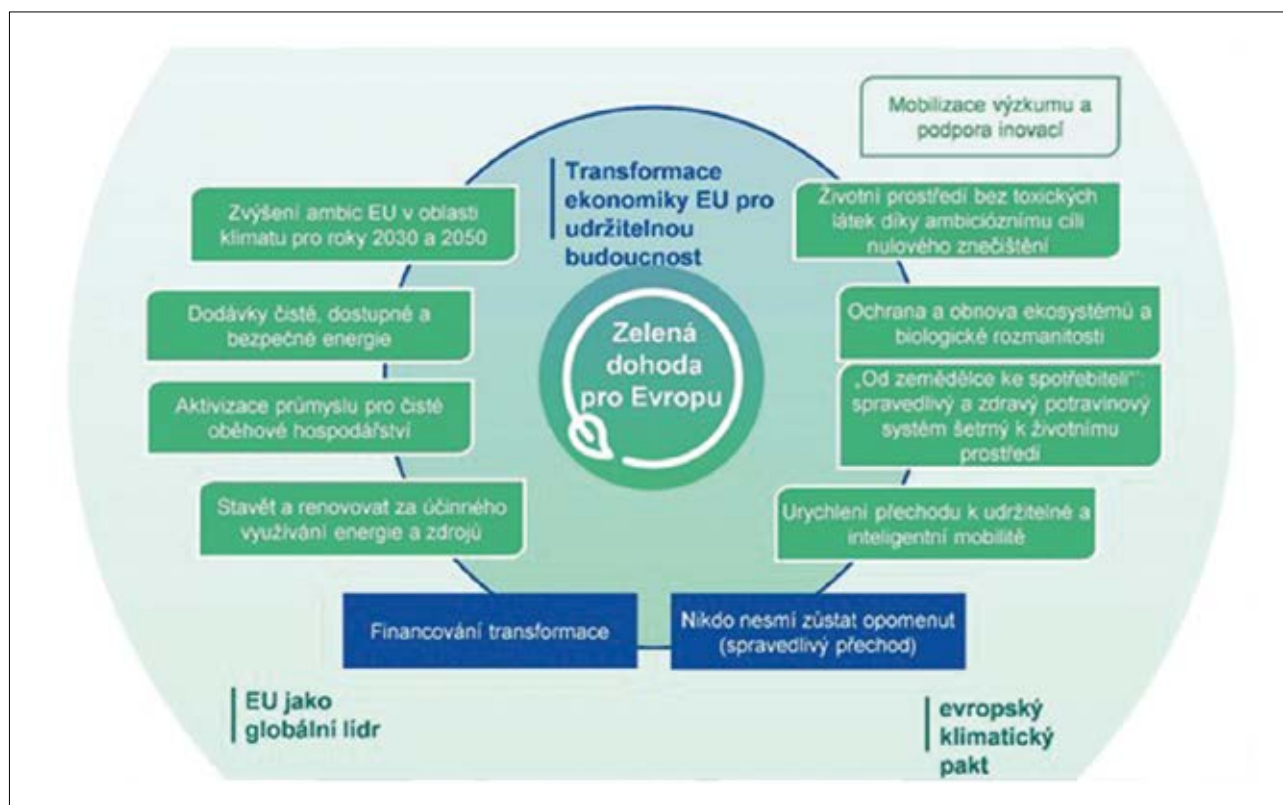 Mobilizace výzkumu a
podpora inovací
Transformace
ekonomiky EU pro
udržitelnou
budoucnost
Zvýšení ambic EU v oblasti
klimatu pro roky 2030 a 2050
Životní prostředí bez toxických
látek díky ambicióznímu cíli
nulového znečištění
Dodávky čisté, dostupné a
bezpečné energie
Ochrana a obnova ekosystémů a
biologické rozmanitosti
Zelená
dohoda
pro Evropu
Aktivizace průmyslu pro čisté
oběhové hospodářství
„Od zemědělce ke spotřebiteli“:
spravedlivý a zdravý potravinový
systém šetrný k životnímu
prostředí
Stavět a renovovat za účinného
využívání energie a zdrojů
Urychlení přechodu k udržitelné a
inteligentní mobilitě
Financování transformace
Nikdo nesmí zůstat opomenut
(spravedlivý přechod)
EU jako
globální lídr
evropský
klimatický
pakt